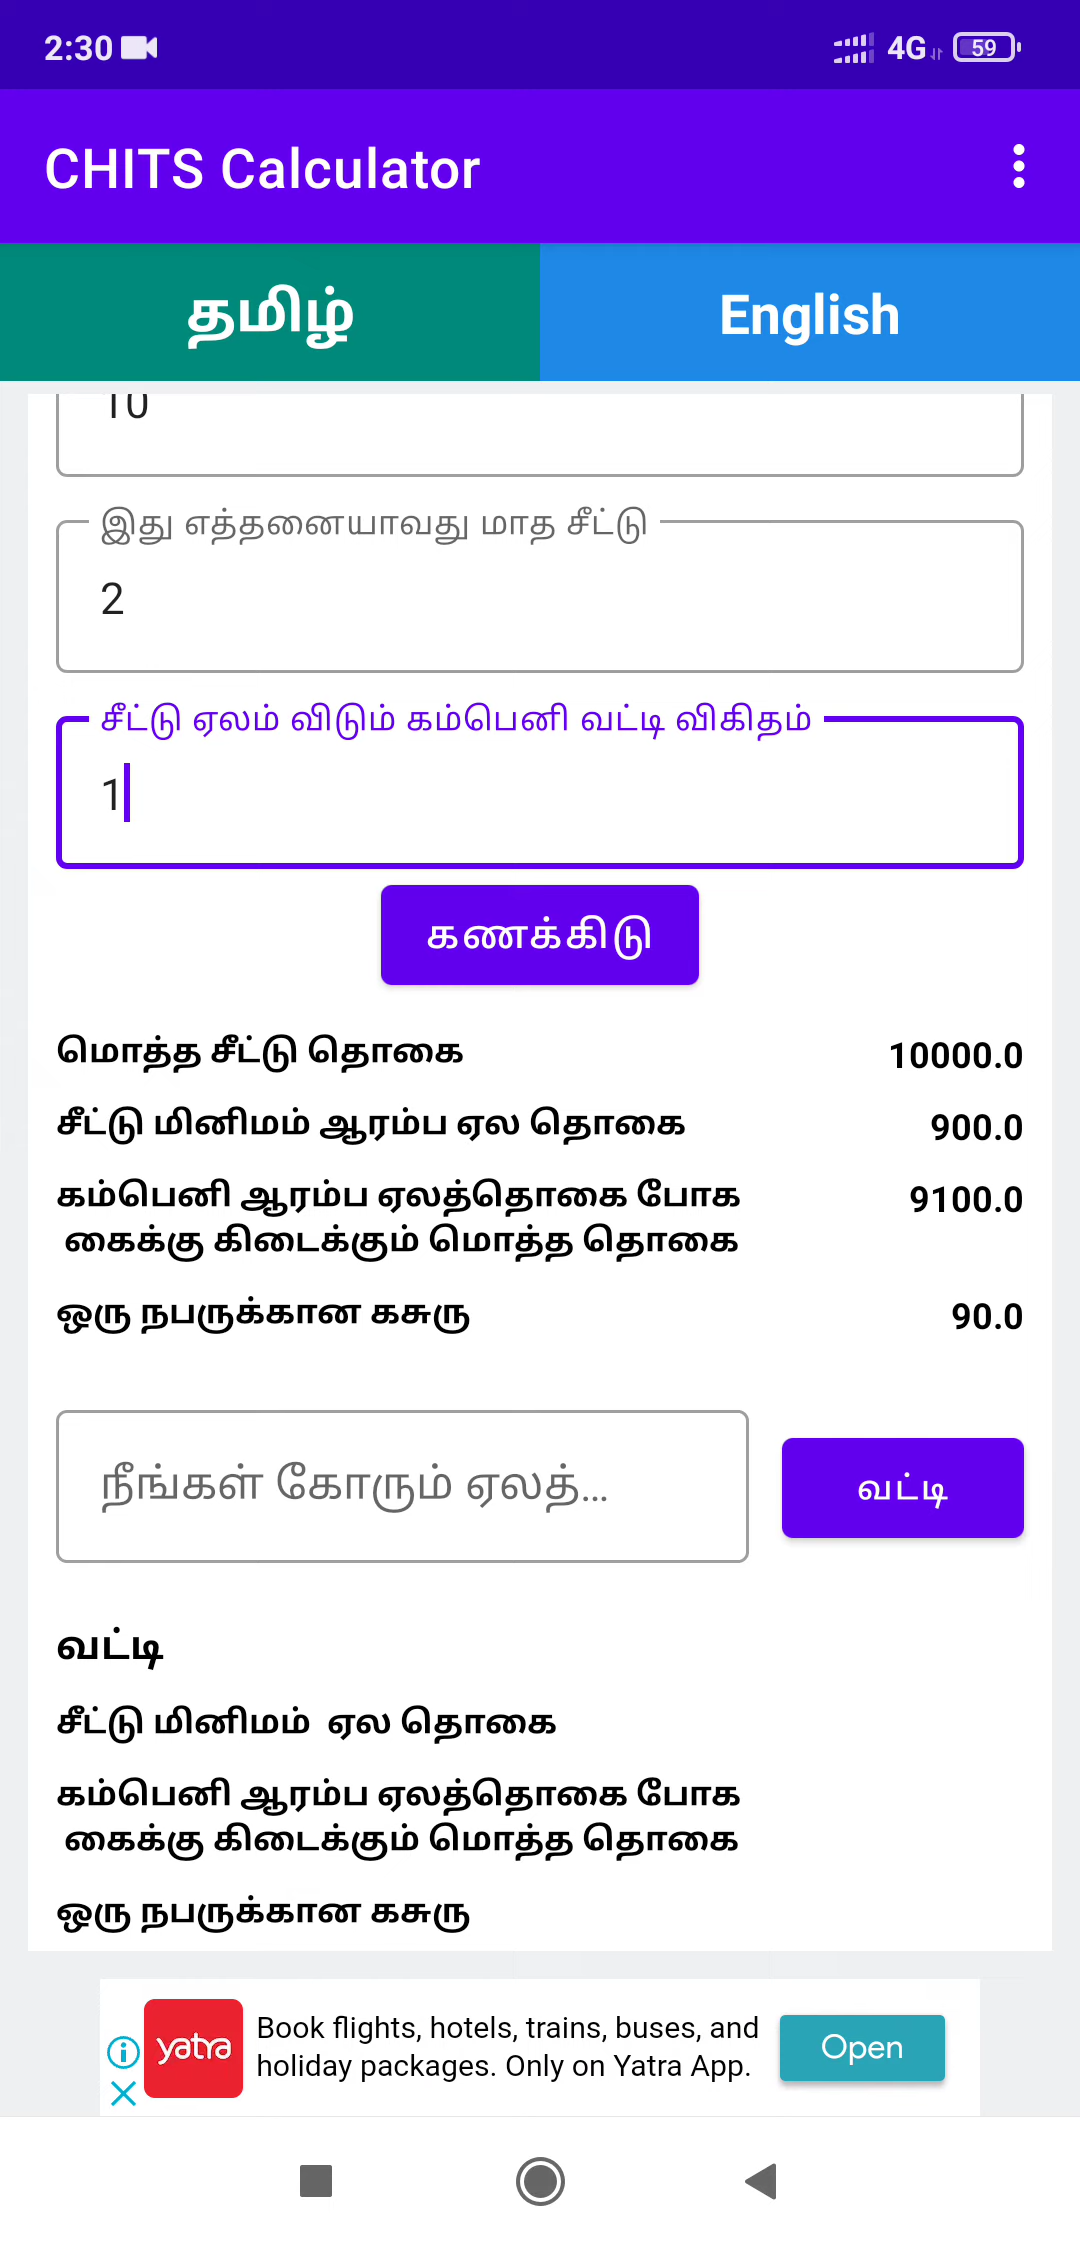 2:30
4G
59
CHITS Calculator
தமிழ்
English
10
இது எத்தனையாவது மாத சீட்டு
2
சீட்டு ஏலம் விடும் கம்பெனி வட்டி விகிதம்
1
கணக்கிடு
மொத்த சீட்டு தொகை 10000.0
சீட்டு மினிமம் ஆரம்ப ஏல தொகை 900.0
கம்பெனி ஆரம்ப ஏலத்தொகை போக 9100.0
கைக்கு கிடைக்கும் மொத்த தொகை
ஒரு நபருக்கான கசுரு 90.0
நீங்கள் கோரும் ஏலத்...
வட்டி
வட்டி
சீட்டு மினிமம் ஏல தொகை
கம்பெனி ஆரம்ப ஏலத்தொகை போக
கைக்கு கிடைக்கும் மொத்த தொகை
ஒரு நபருக்கான கசுரு
yatra
Book flights, hotels, trains, buses, and
holiday packages. Only on Yatra App.
Open